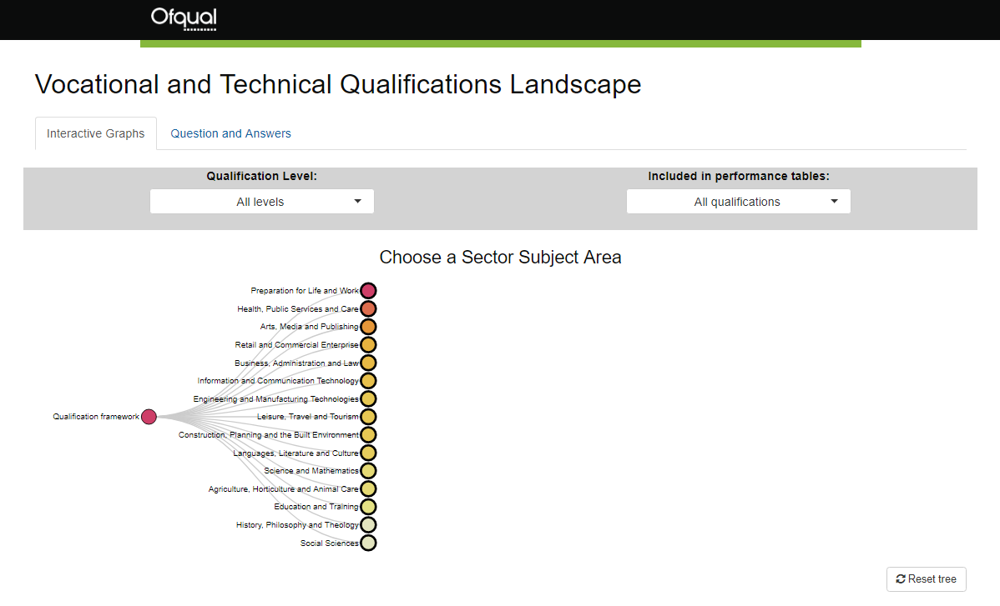 Ofqual
Vocational and Technical Qualifications Landscape
Interactive Graphs
Question and Answers
Qualification Level:
Included in performance tables:
All levels
All qualifications
Choose a Sector Subject Area
Preparation for Life and Work
Health, Public Services and Care
Arts, Media and Publishing
Retail and Commercial Enterprise
Business, Administration and Law
Information and Communication Technology
Engineering and Manufacturing Technologies
Qualification framework
Leisure, Travel and Tourism
Construction, Planning and the Built Environment
Languages, Literature and Culture
Science and Mathematics
Agriculture, Horticulture and Animal Care
Education and Training
History, Philosophy and Theology
Social Sciences
Reset tree